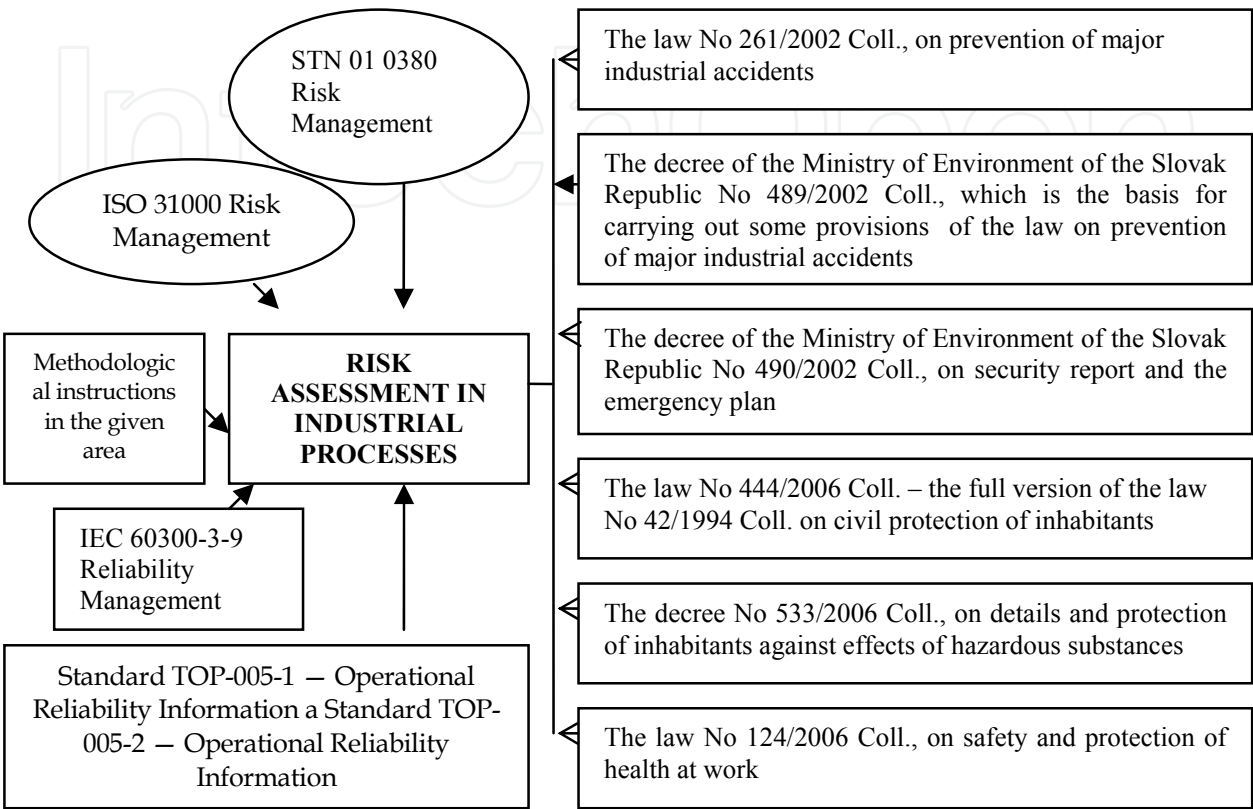 STN 01 0380
Risk
Management
ISO 31000 Risk
Management
Methodologic
al instructions
in the given
area
RISK
ASSESSMENT IN
INDUSTRIAL
PROCESSES
IEC 60300-3-9
Reliability
Management
Standard TOP-005-1 — Operational
Reliability Information a Standard TOP-
005-2 — Operational Reliability
Information
The law No 261/2002 Coll., on prevention of major
industrial accidents
The decree of the Ministry of Environment of the Slovak
Republic No 489/2002 Coll., which is the basis for
carrying out some provisions of the law on prevention
of major industrial accidents
The decree of the Ministry of Environment of the Slovak
Republic No 490/2002 Coll., on security report and the
emergency plan
The law No 444/2006 Coll. – the full version of the law
No 42/1994 Coll. on civil protection of inhabitants
The decree No 533/2006 Coll., on details and protection
of inhabitants against effects of hazardous substances
The law No 124/2006 Coll., on safety and protection of
health at work